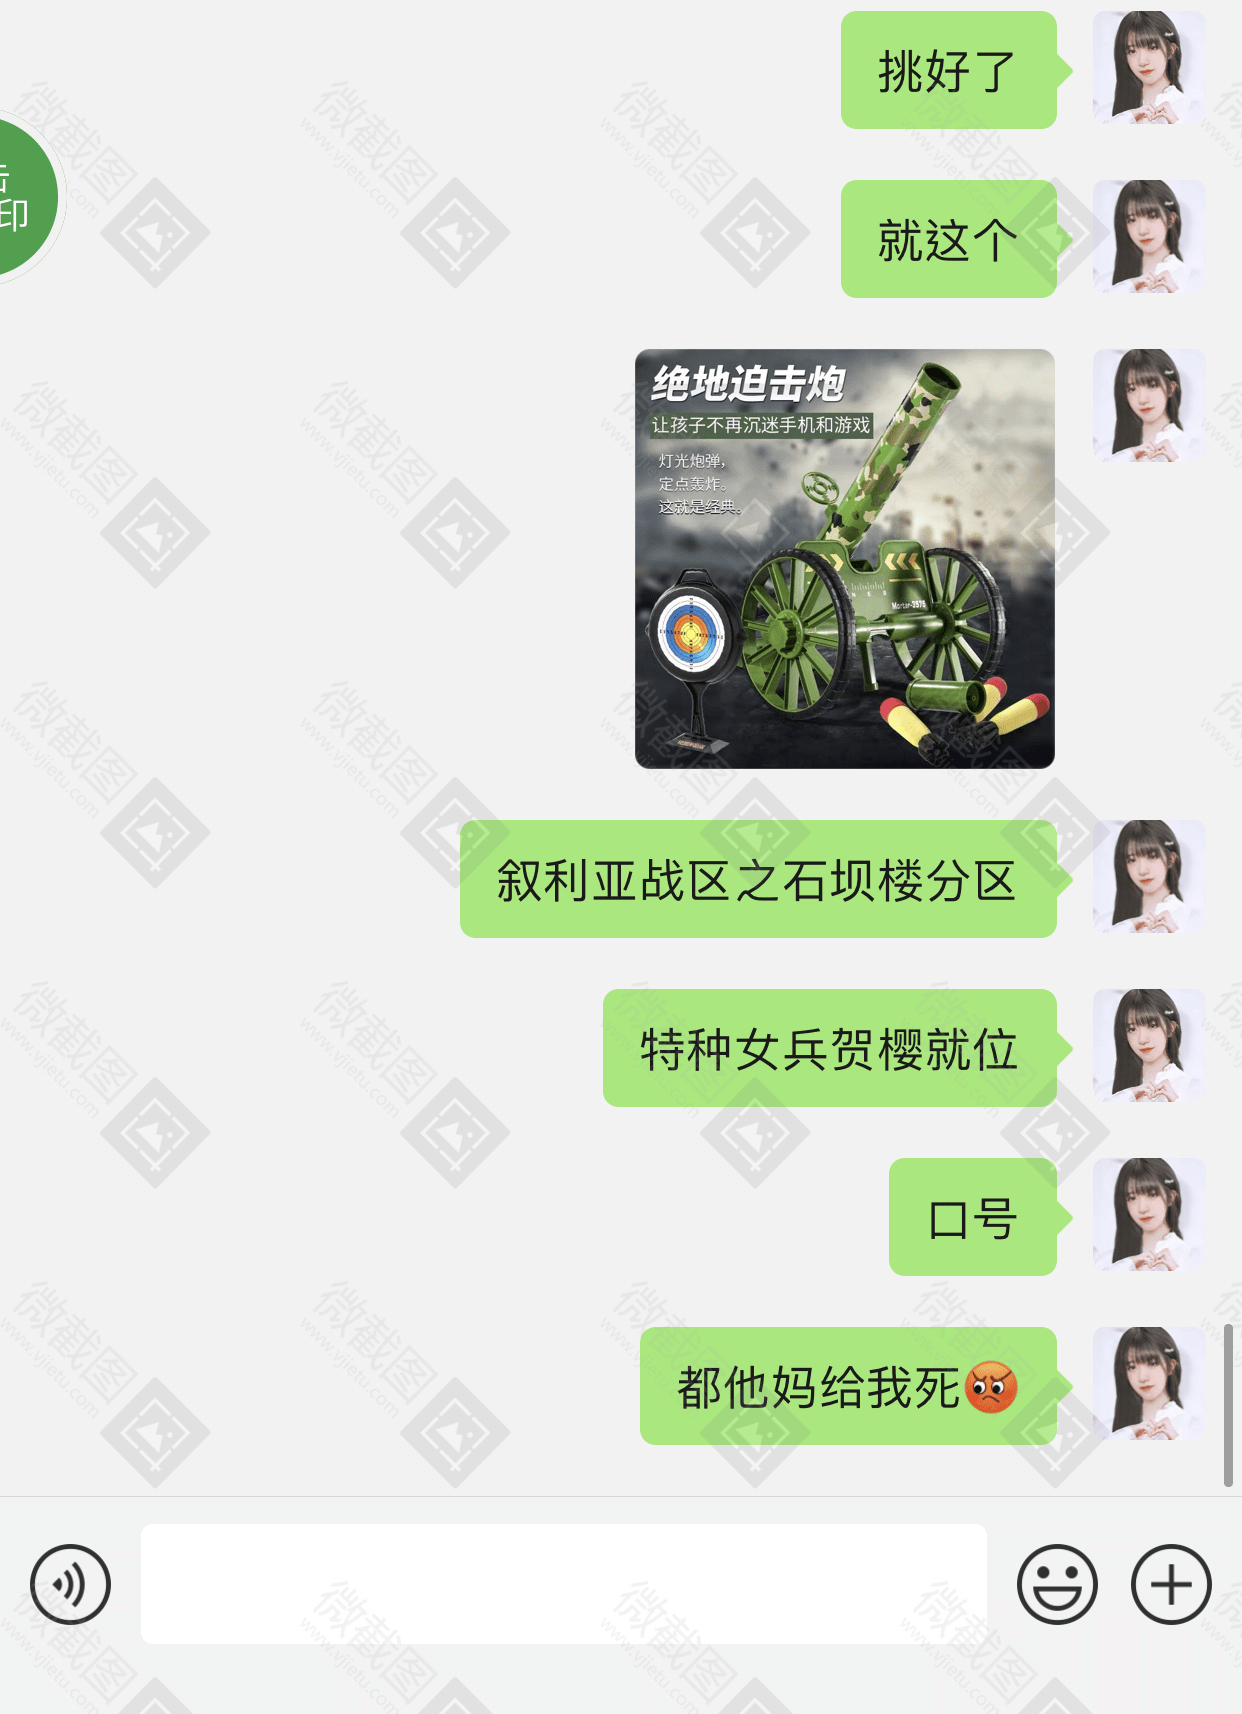 挑好了
击
印
就这个
绝地迫击炮
让孩子不再沉迷手机和游戏
灯光炮弹，
定点轰炸。
这就是经典。
Mortar-3976
叙利亚战区之石坝楼分区
特种女兵贺樱就位
口号
都他妈给我死😡
微截图
www.vjietu.com